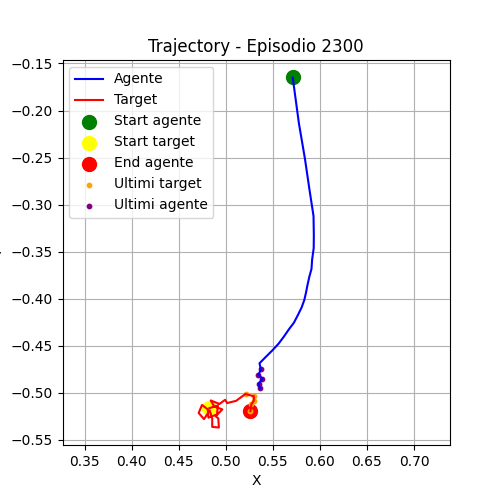 Trajectory - Episodio 2300
Agente
Target
Start agente
Start target
End agente
Ultimi target
Ultimi agente
−0.15
−0.20
−0.25
−0.30
−0.35
−0.40
−0.45
−0.50
−0.55
0.35 0.40 0.45 0.50 0.55 0.60 0.65 0.70
X